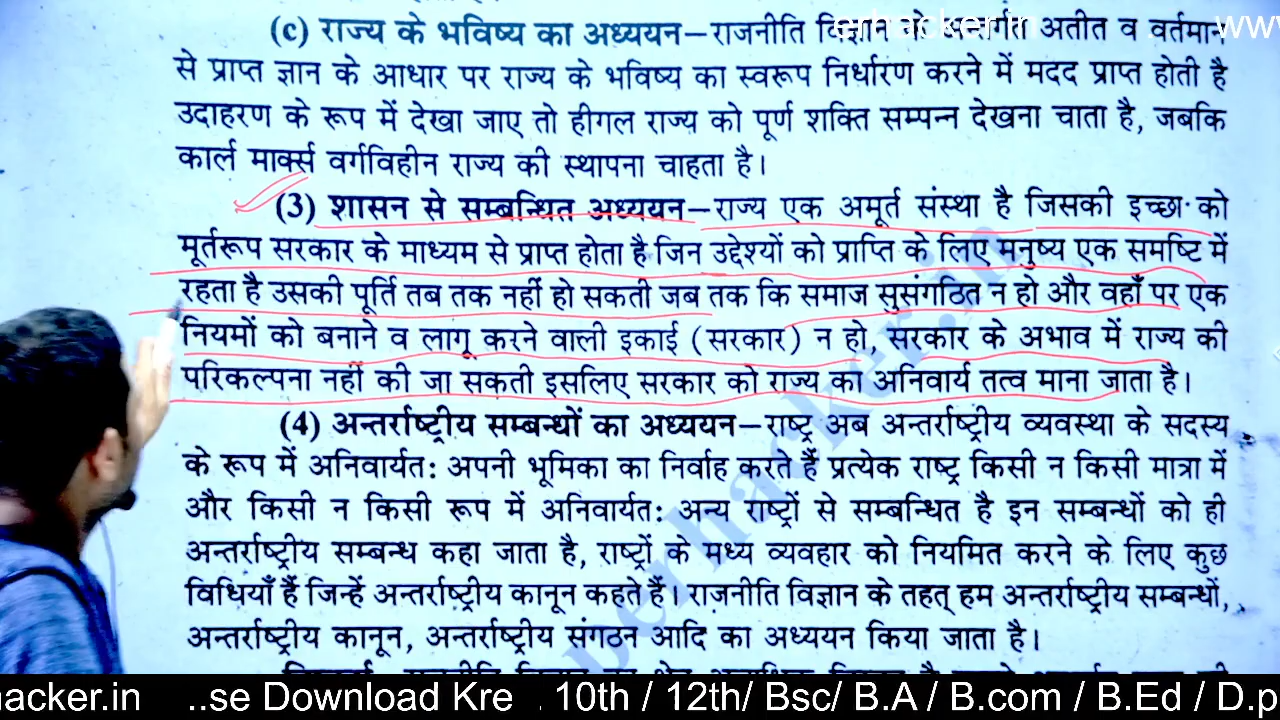 (c) राज्य के भविष्य का अध्ययन–राजनीति विज्ञान के अन्तर्गत अतीत व वर्तमान
से प्राप्त ज्ञान के आधार पर राज्य के भविष्य का स्वरूप निर्धारण करने में मदद प्राप्त होती है
उदाहरण के रूप में देखा जाए तो हीगल राज्य को पूर्ण शक्ति सम्पन्न देखना चाता है, जबकि
कार्ल मार्क्स वर्गविहीन राज्य की स्थापना चाहता है।
(3) शासन से सम्बन्धित अध्ययन–राज्य एक अमूर्त संस्था है जिसकी इच्छा को
मूर्तरूप सरकार के माध्यम से प्राप्त होता है जिन उद्देश्यों को प्राप्ति के लिए मनुष्य एक समष्टि में
रहता है उसकी पूर्ति तब तक नहीं हो सकती जब तक कि समाज सुसंगठित न हो और वहाँ पर एक
नियमों को बनाने व लागू करने वाली इकाई (सरकार) न हो, सरकार के अभाव में राज्य की
परिकल्पना नहीं की जा सकती इसलिए सरकार को राज्य का अनिवार्य तत्व माना जाता है।
(4) अन्तर्राष्ट्रीय सम्बन्धों का अध्ययन–राष्ट्र अब अन्तर्राष्ट्रीय व्यवस्था के सदस्य
के रूप में अनिवार्यत: अपनी भूमिका का निर्वाह करते हैं प्रत्येक राष्ट्र किसी न किसी मात्रा में
और किसी न किसी रूप में अनिवार्यत: अन्य राष्ट्रों से सम्बन्धित है इन सम्बन्धों को ही
अन्तर्राष्ट्रीय सम्बन्ध कहा जाता है, राष्ट्रों के मध्य व्यवहार को नियमित करने के लिए कुछ
विधियाँ हैं जिन्हें अन्तर्राष्ट्रीय कानून कहते हैं। राजनीति विज्ञान के तहत् हम अन्तर्राष्ट्रीय सम्बन्धों,
अन्तर्राष्ट्रीय कानून, अन्तर्राष्ट्रीय संगठन आदि का अध्ययन किया जाता है।
hacker.in ..se Download Kre . 10th / 12th/ Bsc/ B.A / B.com / B.Ed / D.p